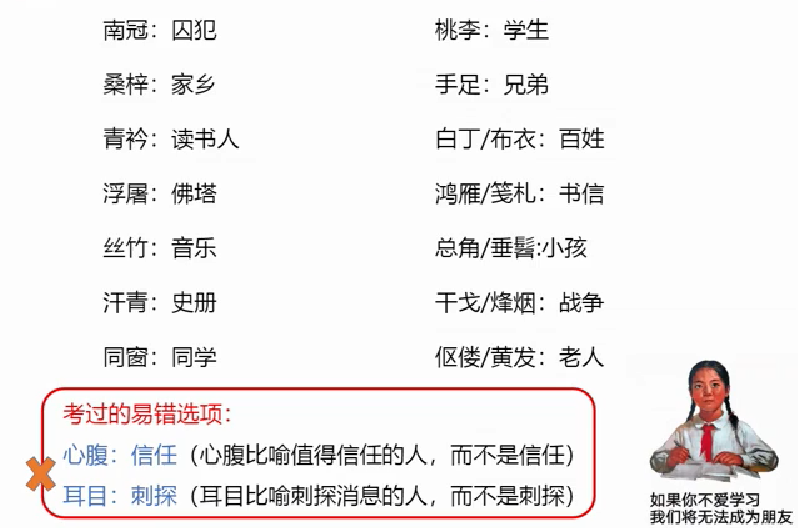 南冠：囚犯
桃李：学生
桑梓：家乡
手足：兄弟
青衿：读书人
白丁/布衣：百姓
浮屠：佛塔
鸿雁/笺札：书信
丝竹：音乐
总角/垂髫:小孩
汗青：史册
干戈/烽烟：战争
同窗：同学
伛偻/黄发：老人
考过的易错选项：
心腹：信任（心腹比喻值得信任的人，而不是信任）
耳目：刺探（耳目比喻刺探消息的人，而不是刺探）
如果你不爱学习
我们将无法成为朋友